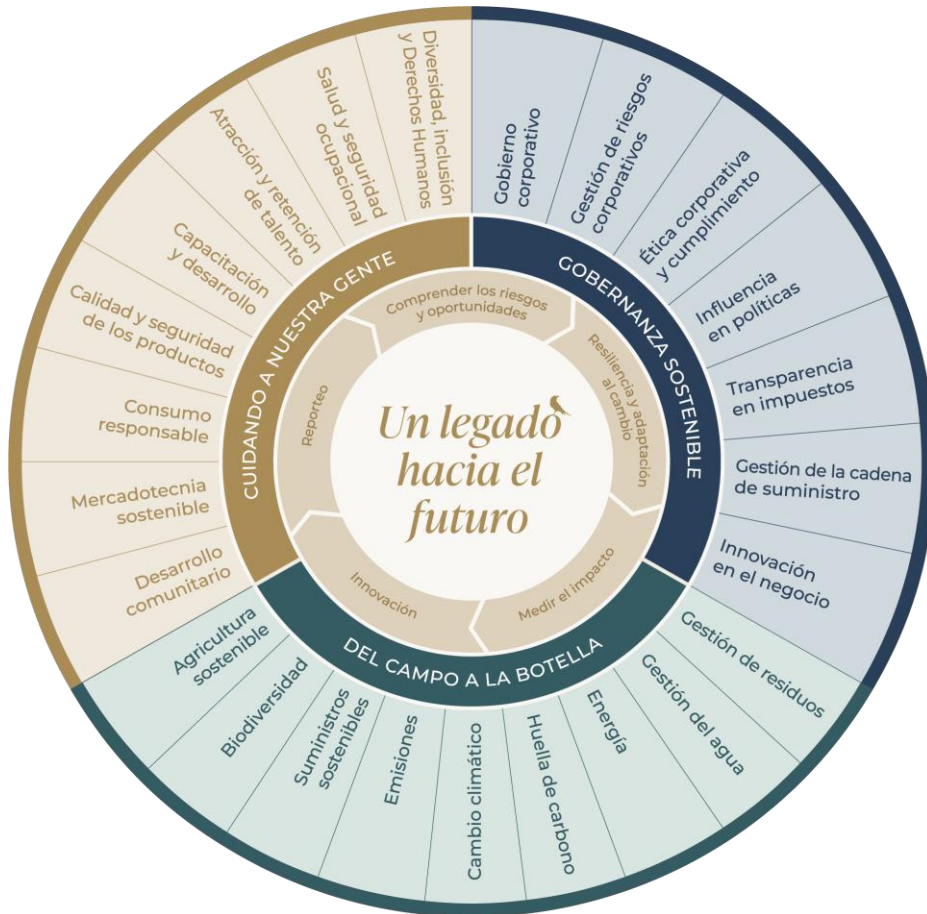 Un legado
hacia el
futuro
Comprender los riesgos
y oportunidades
Resiliencia y adaptación
al cambio
Medir el impacto
Innovación
Reporteo
GOBERNANZA SOSTENIBLE
Gobierno
corporativo
Gestión de riesgos
corporativos
Ética corporativa
y cumplimiento
Influencia
en políticas
Transparencia
en impuestos
Gestión de la cadena
de suministro
Innovación
en el negocio
DEL CAMPO A LA BOTELLA
Gestión de residuos
Gestión del agua
Energía
Huella de carbono
Cambio climático
Emisiones
Suministros
sostenibles
Biodiversidad
Agricultura
sostenible
CUIDANDO A NUESTRA GENTE
Desarrollo
comunitario
Mercadotecnia
sostenible
Consumo
responsable
Calidad y seguridad
de los productos
Capacitación
y desarrollo
Atracción y retención
de talento
Salud y seguridad
ocupacional
Diversidad, inclusión
y Derechos Humanos